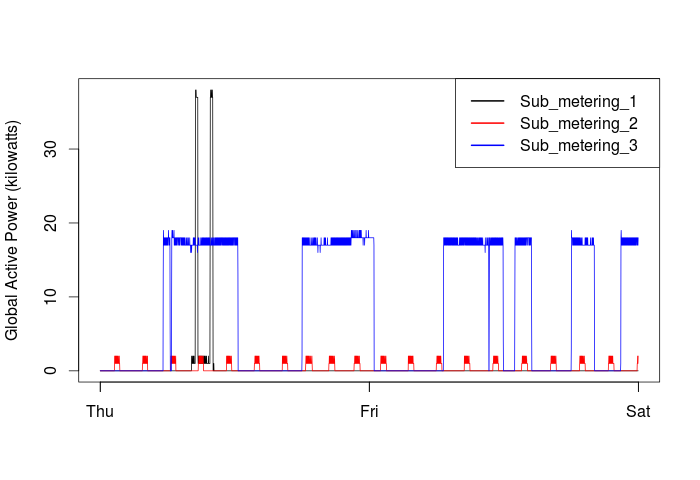 Sub_metering_1
Sub_metering_2
Sub_metering_3
Global Active Power (kilowatts)
30
20
10
0
Thu Fri Sat